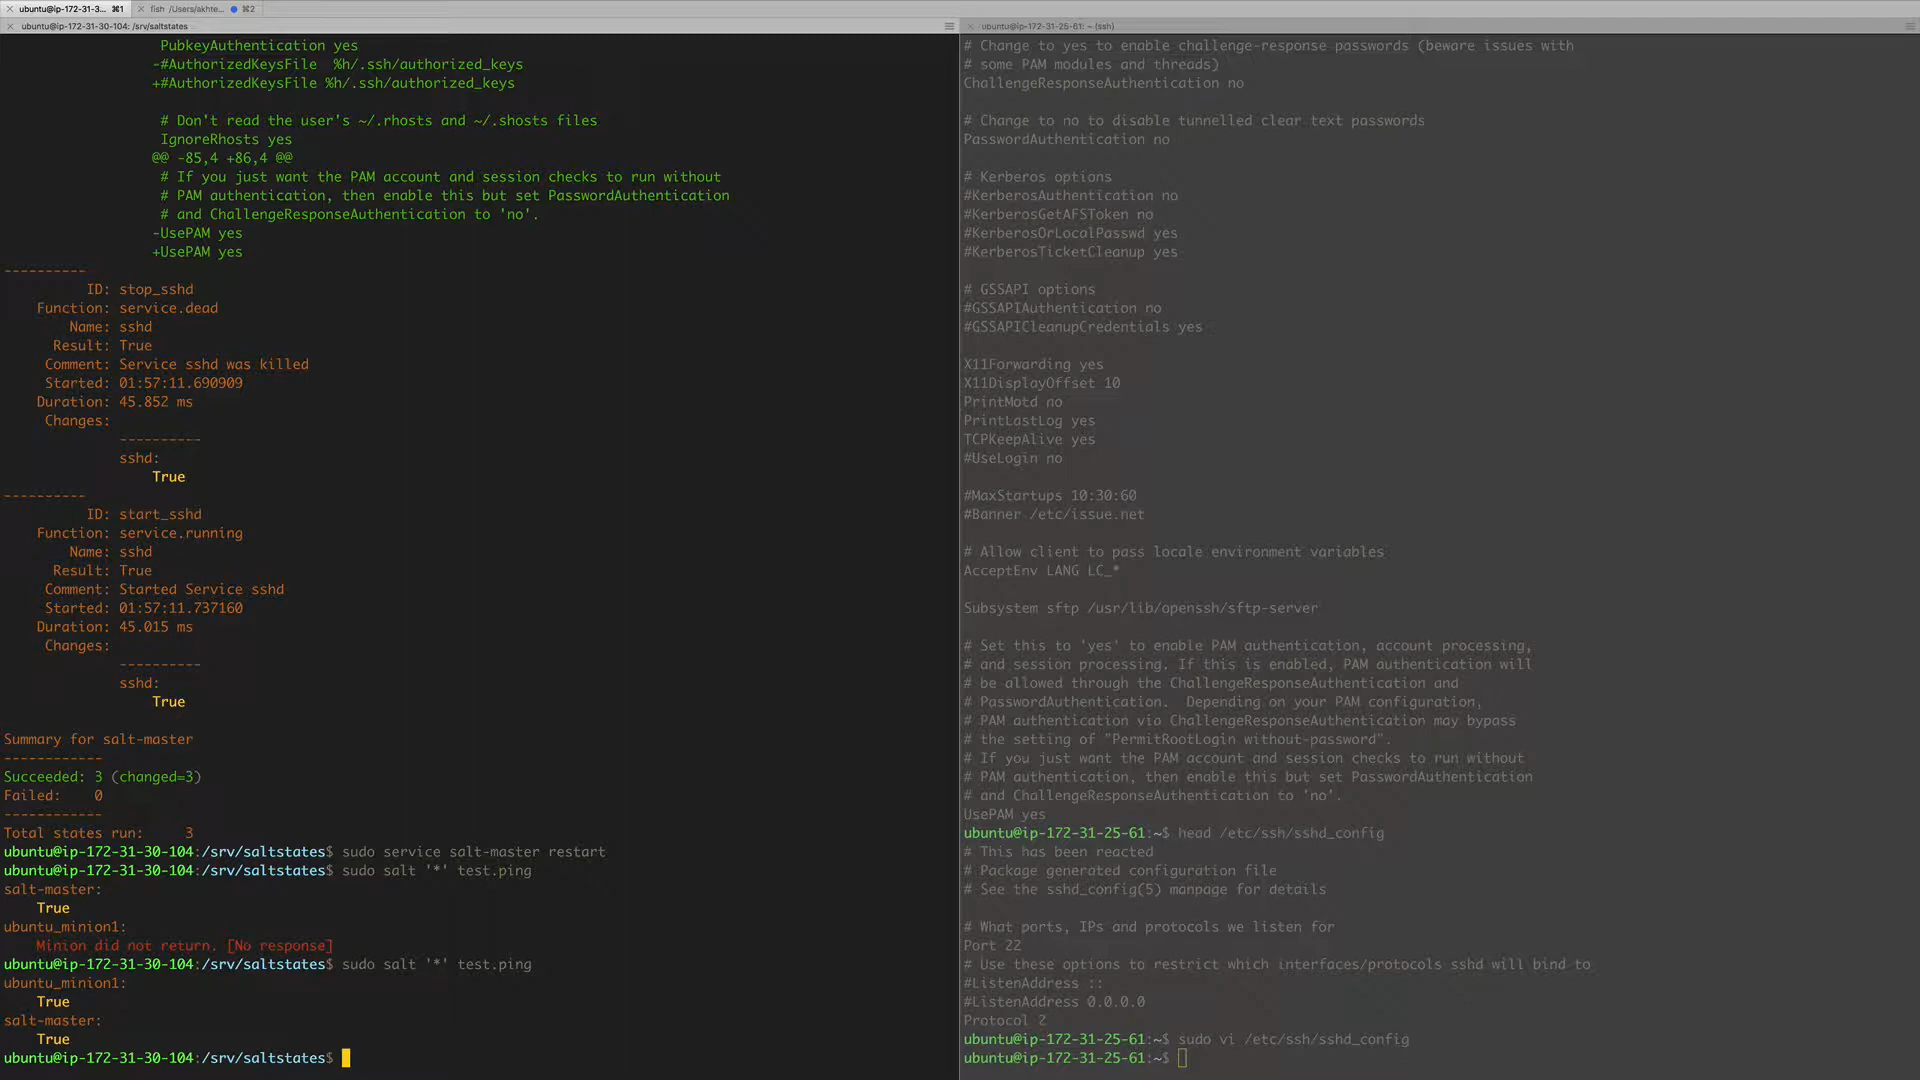 ubuntu@ip-172-31-3... ⌘1
fish /Users/akhte... ⌘2
ubuntu@ip-172-31-30-104: /srv/saltstates
PubkeyAuthentication yes
-#AuthorizedKeysFile  %h/.ssh/authorized_keys
+#AuthorizedKeysFile %h/.ssh/authorized_keys
# Don't read the user's ~/.rhosts and ~/.shosts files
IgnoreRhosts yes
@@ -85,4 +86,4 @@
# If you just want the PAM account and session checks to run without
# PAM authentication, then enable this but set PasswordAuthentication
# and ChallengeResponseAuthentication to 'no'.
-UsePAM yes
+UsePAM yes
----------
ID: stop_sshd
Function: service.dead
Name: sshd
Result: True
Comment: Service sshd was killed
Started: 01:57:11.690909
Duration: 45.852 ms
Changes:
----------
sshd:
True
----------
ID: start_sshd
Function: service.running
Name: sshd
Result: True
Comment: Started Service sshd
Started: 01:57:11.737160
Duration: 45.015 ms
Changes:
----------
sshd:
True
Summary for salt-master
------------
Succeeded: 3 (changed=3)
Failed:    0
------------
Total states run:     3
ubuntu@ip-172-31-30-104:/srv/saltstates$ sudo service salt-master restart
ubuntu@ip-172-31-30-104:/srv/saltstates$ sudo salt '*' test.ping
salt-master:
True
ubuntu_minion1:
Minion did not return. [No response]
ubuntu@ip-172-31-30-104:/srv/saltstates$ sudo salt '*' test.ping
ubuntu_minion1:
True
salt-master:
True
ubuntu@ip-172-31-30-104:/srv/saltstates$
ubuntu@ip-172-31-25-61: ~ (ssh)
# Change to yes to enable challenge-response passwords (beware issues with
# some PAM modules and threads)
ChallengeResponseAuthentication no
# Change to no to disable tunnelled clear text passwords
PasswordAuthentication no
# Kerberos options
#KerberosAuthentication no
#KerberosGetAFSToken no
#KerberosOrLocalPasswd yes
#KerberosTicketCleanup yes
# GSSAPI options
#GSSAPIAuthentication no
#GSSAPICleanupCredentials yes
X11Forwarding yes
X11DisplayOffset 10
PrintMotd no
PrintLastLog yes
TCPKeepAlive yes
#UseLogin no
#MaxStartups 10:30:60
#Banner /etc/issue.net
# Allow client to pass locale environment variables
AcceptEnv LANG LC_*
Subsystem sftp /usr/lib/openssh/sftp-server
# Set this to 'yes' to enable PAM authentication, account processing,
# and session processing. If this is enabled, PAM authentication will
# be allowed through the ChallengeResponseAuthentication and
# PasswordAuthentication.  Depending on your PAM configuration,
# PAM authentication via ChallengeResponseAuthentication may bypass
# the setting of "PermitRootLogin without-password".
# If you just want the PAM account and session checks to run without
# PAM authentication, then enable this but set PasswordAuthentication
# and ChallengeResponseAuthentication to 'no'.
UsePAM yes
ubuntu@ip-172-31-25-61:~$ head /etc/ssh/sshd_config
# This has been reacted
# Package generated configuration file
# See the sshd_config(5) manpage for details
# What ports, IPs and protocols we listen for
Port 22
# Use these options to restrict which interfaces/protocols sshd will bind to
#ListenAddress ::
#ListenAddress 0.0.0.0
Protocol 2
ubuntu@ip-172-31-25-61:~$ sudo vi /etc/ssh/sshd_config
ubuntu@ip-172-31-25-61:~$